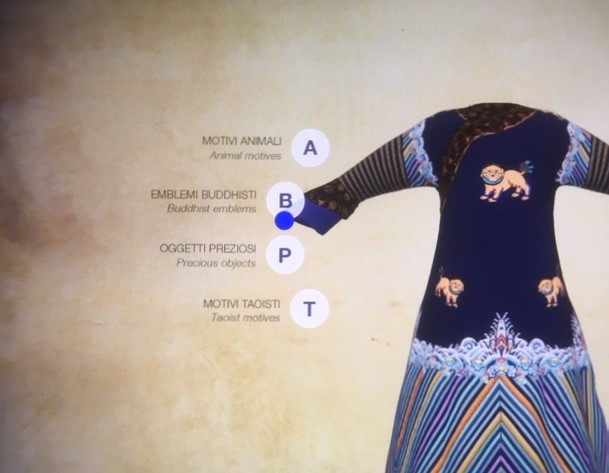 MOTIVI ANIMALI
Animal motives
A
EMBLEMI BUDDHISTI
Buddhist emblems
B
OGGETTI PREZIOSI
Precious objects
P
MOTIVI TAOISTI
Taoist motives
T